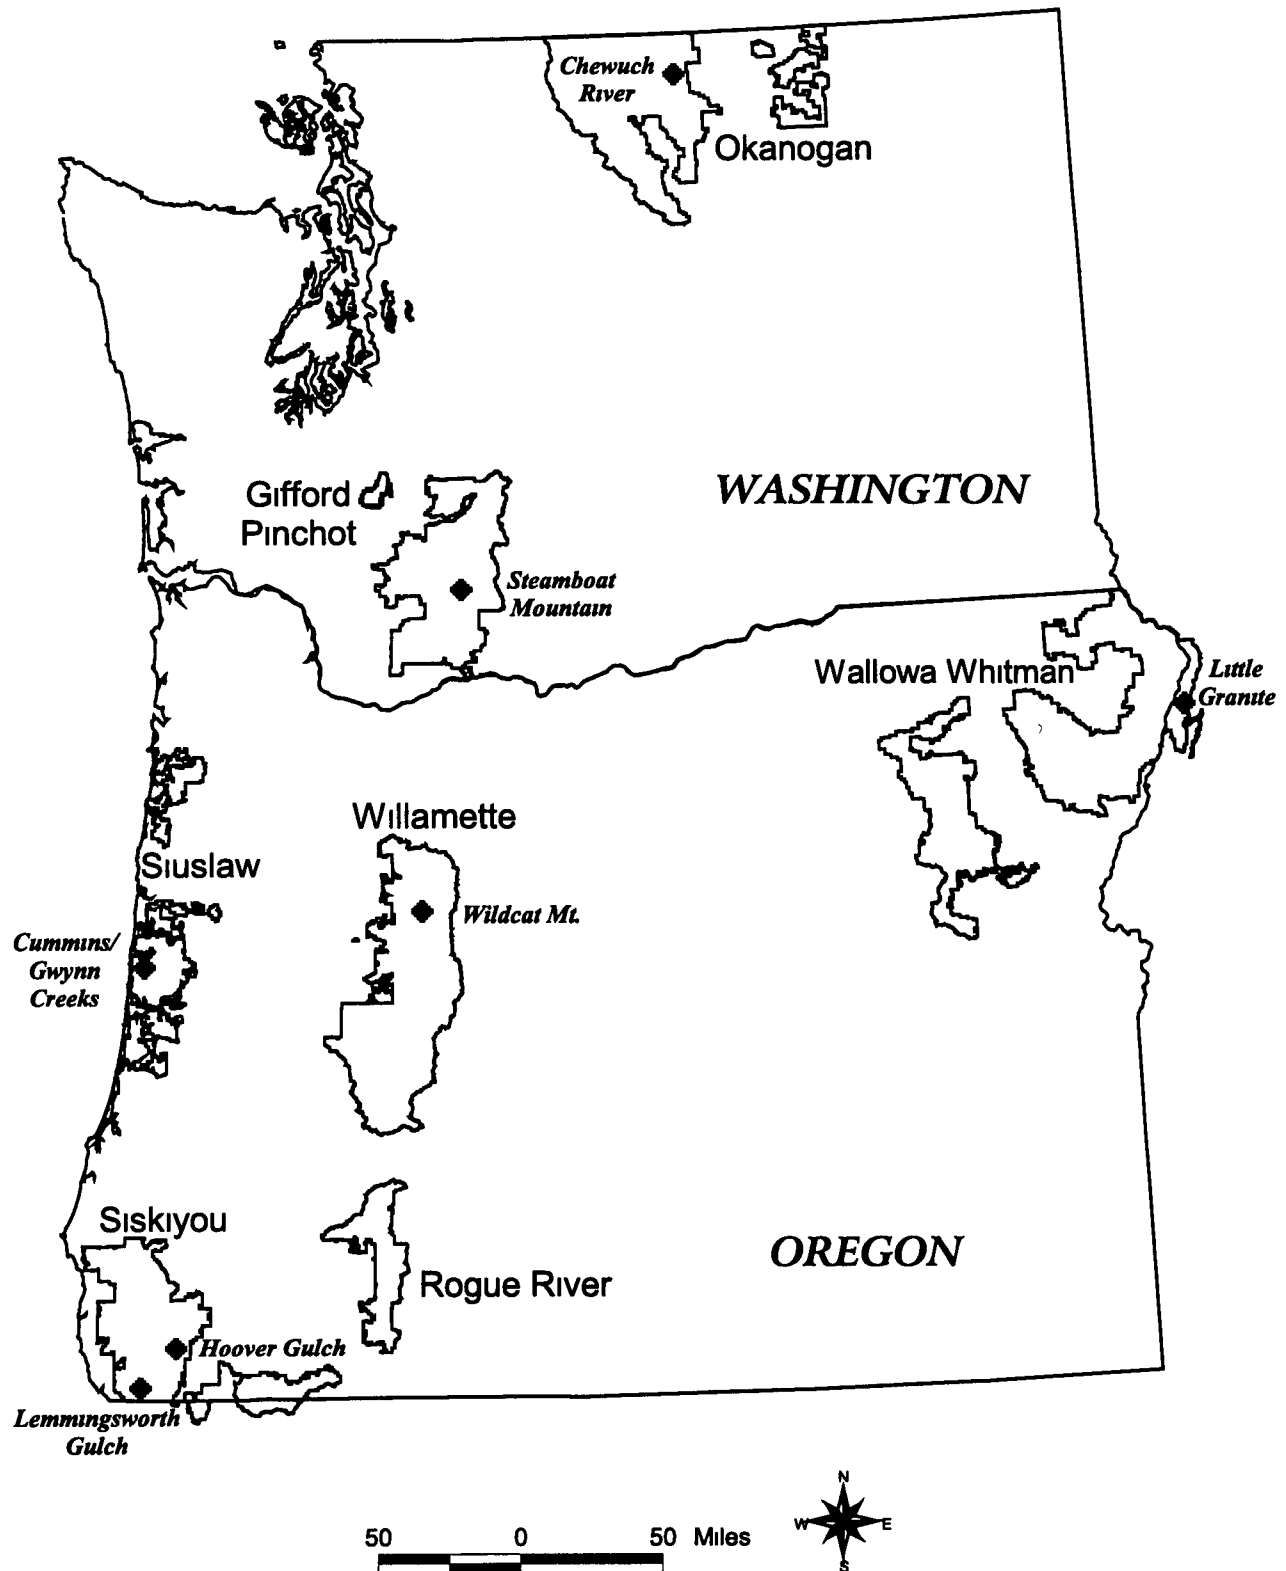 Chewuch
River
Okanogan
WASHINGTON
Gifford
Pinchot
Steamboat
Mountain
Wallowa Whitman
Little
Granite
Willamette
Siuslaw
Wildcat Mt.
Cummins/
Gwynn
Creeks
Siskiyou
OREGON
Rogue River
Hoover Gulch
Lemmingsworth
Gulch
N
W E
S
50 0 50 Miles